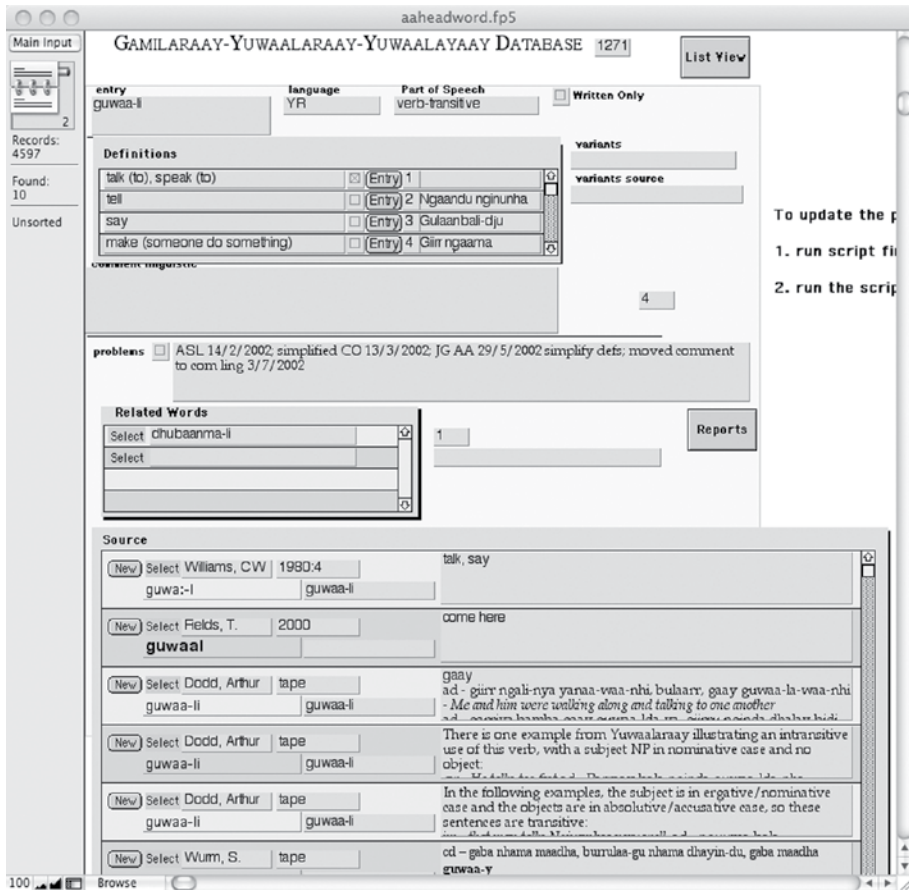 aaheadword.fp5
Main Input
GAMILARAAY-YUWAALARAAY-YUWAALAYAAY DATABASE 1271
List View
2
Records:
4597
Found:
10
Unsorted
entry language Part of Speech
guwaa-li YR verb-transitive
Written Only
Definitions
talk (to), speak (to) Entry 1
tell Entry 2 Ngaandu nginunha
say Entry 3 Gulaanbali-dju
make (someone do something) Entry 4 Giirr ngaama
variants
variants source
To update the p
1. run script fi
2. run the scrip
comment linguistic
4
problems
ASL 14/2/2002; simplified CO 13/3/2002; JG AA 29/5/2002 simplify defs; moved comment
to com ling 3/7/2002
Related Words
Select dhubaanma-li
Select
1
Reports
Source
New Select Williams, CW 1980:4 talk, say
guwa:-l guwaa-li
New Select Fields, T. 2000 come here
guwaal
New Select Dodd, Arthur tape gaay
guwaa-li guwaa-li ad - giirr ngali-nya yanaa-waa-nhi, bulaarr, gaay guwaa-la-waa-nhi
- Me and him were walking along and talking to one another
New Select Dodd, Arthur tape There is one example from Yuwaalaraay illustrating an intransitive
guwaa-li guwaa-li use of this verb, with a subject NP in nominative case and no
object:
New Select Dodd, Arthur tape In the following examples, the subject is in ergative/nominative
guwaa-li guwaa-li case and the objects are in absolutive/accusative case, so these
sentences are transitive:
New Select Wurm, S. tape cd – gaba nhama maadha, burrulaa-gu nhama dhayin-du, gaba maadha
guwaa-y
100 Browse